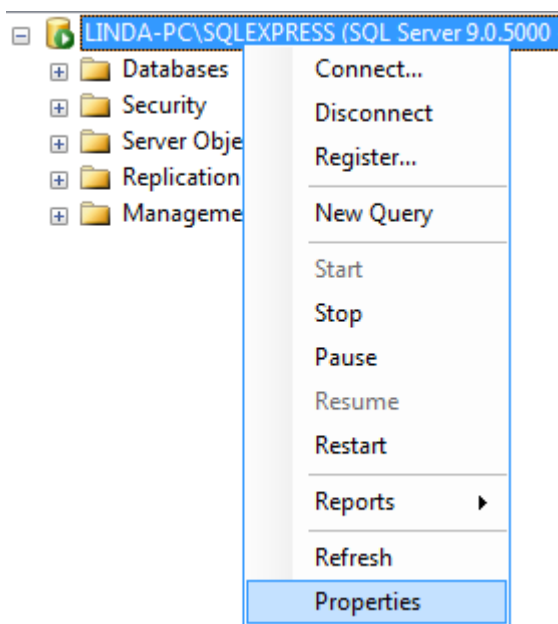 LINDA-PC\SQLEXPRESS (SQL Server 9.0.5000
Databases
Security
Server Obje
Replication
Manageme
Connect...
Disconnect
Register...
New Query
Start
Stop
Pause
Resume
Restart
Reports
Refresh
Properties